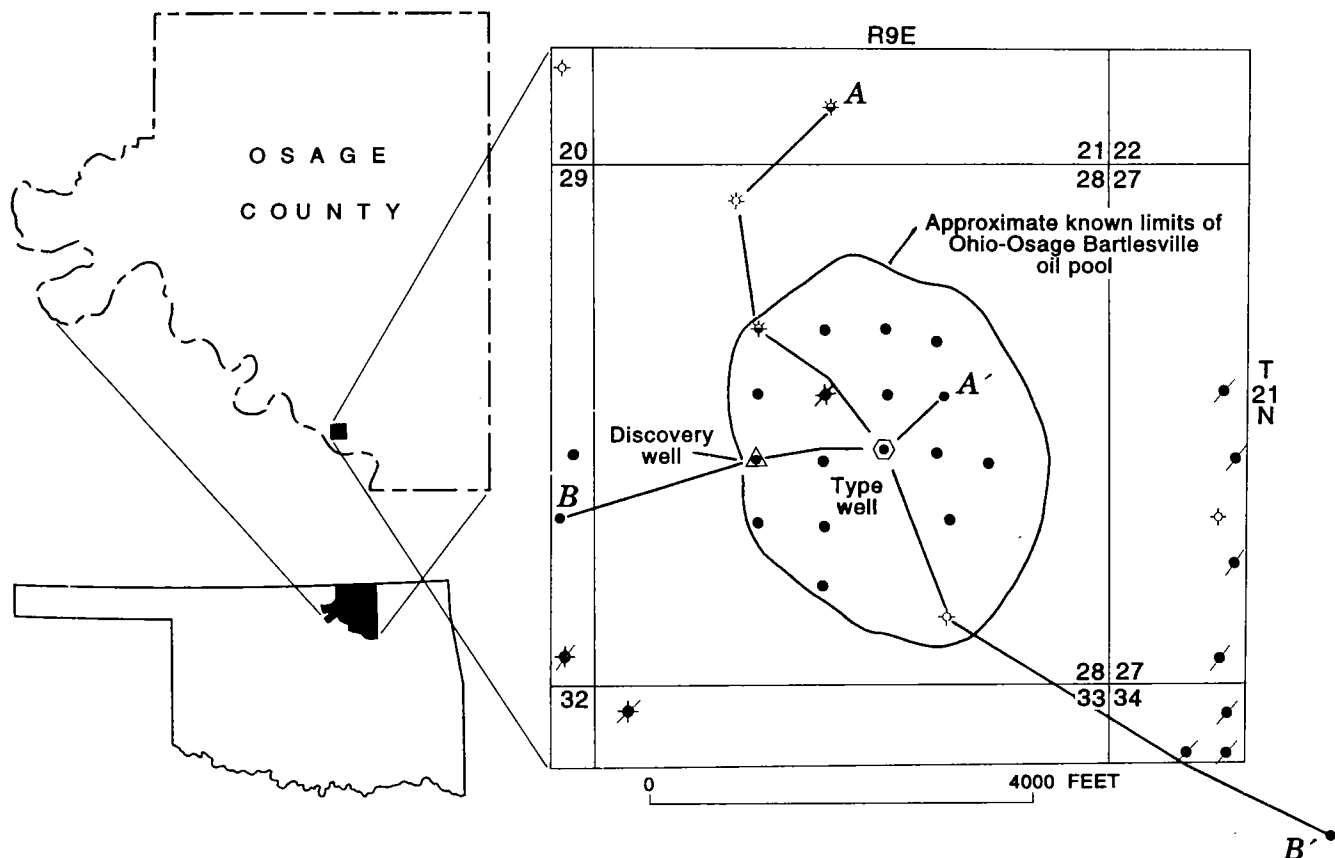 R9E
O S A G E
C O U N T Y
A
20
21 22
29
28 27
Approximate known limits of
Ohio-Osage Bartlesville
oil pool
T
21
N
A´
Discovery
well
Type
well
B
28 27
32
33 34
0
4000 FEET
B´